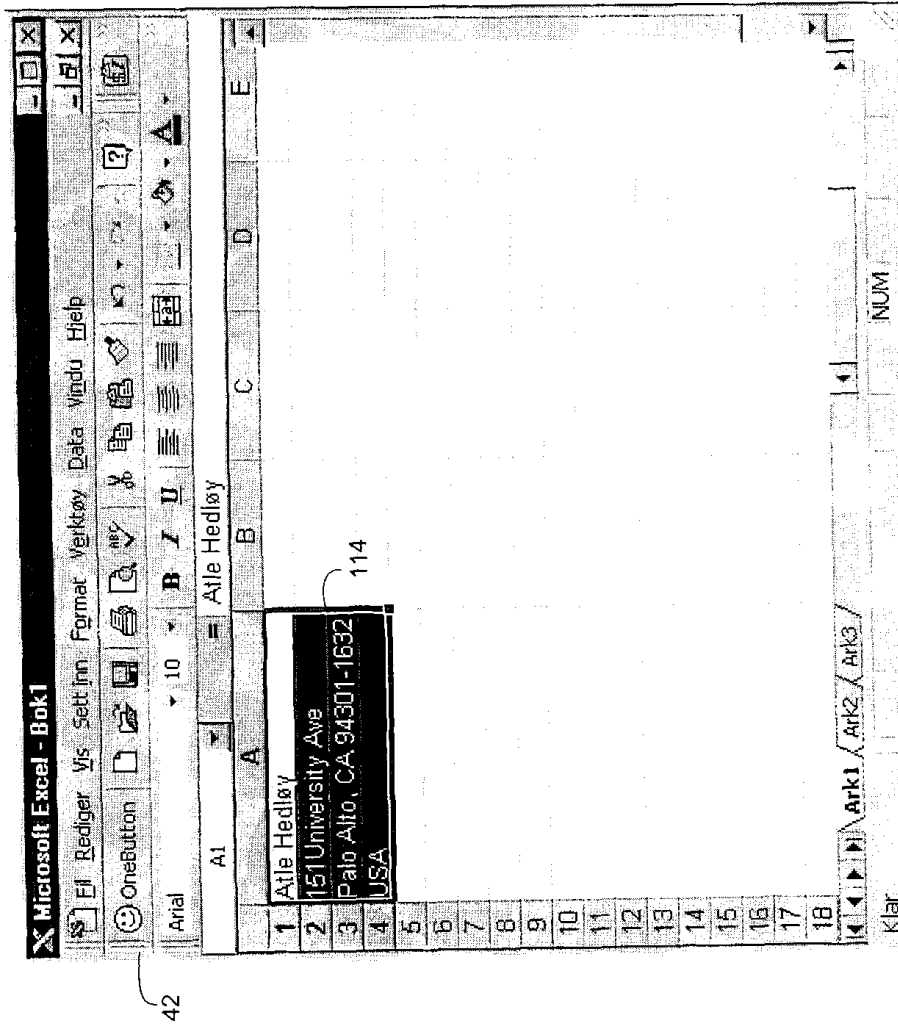 Microsoft Excel - Bok1
Fil Rediger Vis Sett inn Format Verktøy Data Vindu Hjelp
OneButton
ABC
?
Arial 10 B I U A
A1 = Atle Hedløy
A B C D E
1 Atle Hedløy
2 151 University Ave
3 Palo Alto, CA 94301-1632
4 USA
5
6
7
8
9
10
11
12
13
14
15
16
17
18
Ark1 Ark2 Ark3
Klar NUM
42
114